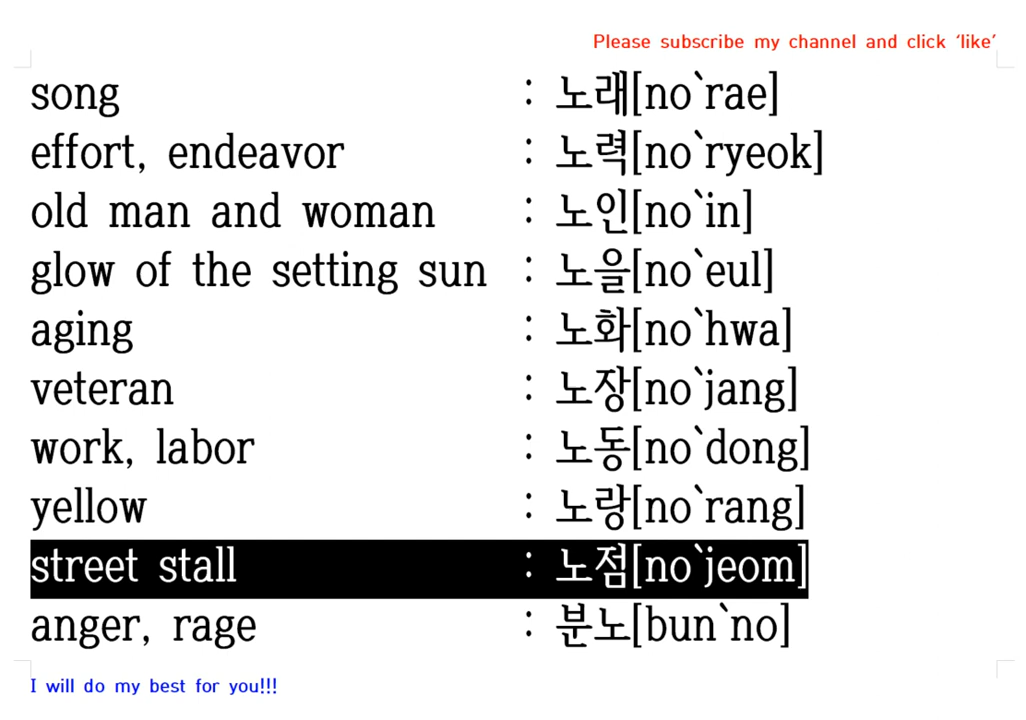 Please subscribe my channel and click ‘like’
song : 노래[no`rae]
effort, endeavor : 노력[no`ryeok]
old man and woman : 노인[no`in]
glow of the setting sun : 노을[no`eul]
aging : 노화[no`hwa]
veteran : 노장[no`jang]
work, labor : 노동[no`dong]
yellow : 노랑[no`rang]
street stall : 노점[no`jeom]
anger, rage : 분노[bun`no]
I will do my best for you!!!